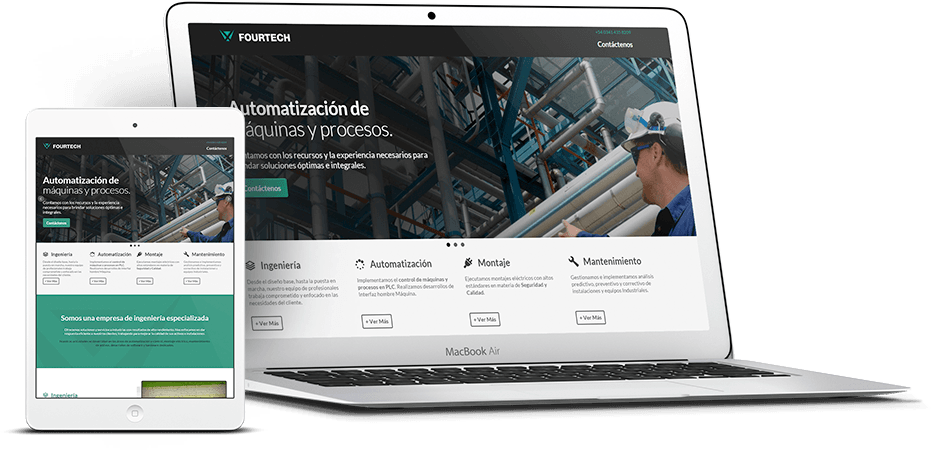 FOURTECH
Contáctenos
Automatización de
máquinas y procesos.
ntamos con los recursos y la experiencia necesarios para
ndar soluciones óptimas e integrales.
Contáctenos
Ingeniería
Desde el diseño base, hasta la puesta en
marcha, nuestro equipo de profesionales
trabaja comprometido y enfocado en las
necesidades del cliente.
+ Ver Más
Automatización
Implementamos el control de máquinas y
procesos en PLC. Realizamos desarrollos de
Interfaz hombre Máquina.
+ Ver Más
Montaje
Ejecutamos montajes eléctricos con altos
estándares en materia de Seguridad y
Calidad.
+ Ver Más
Mantenimiento
Gestionamos e implementamos análisis
predictivo, preventivo y correctivo de
instalaciones y equipos Industriales.
+ Ver Más
MacBook Air
FOURTECH
Contáctenos
Automatización de
máquinas y procesos.
Contamos con los recursos y la experiencia
necesarios para brindar soluciones óptimas e
integrales.
Contáctenos
Ingeniería
Automatización
Montaje
Mantenimiento
+ Ver Más
+ Ver Más
+ Ver Más
+ Ver Más
Somos una empresa de ingeniería especializada
Ingeniería